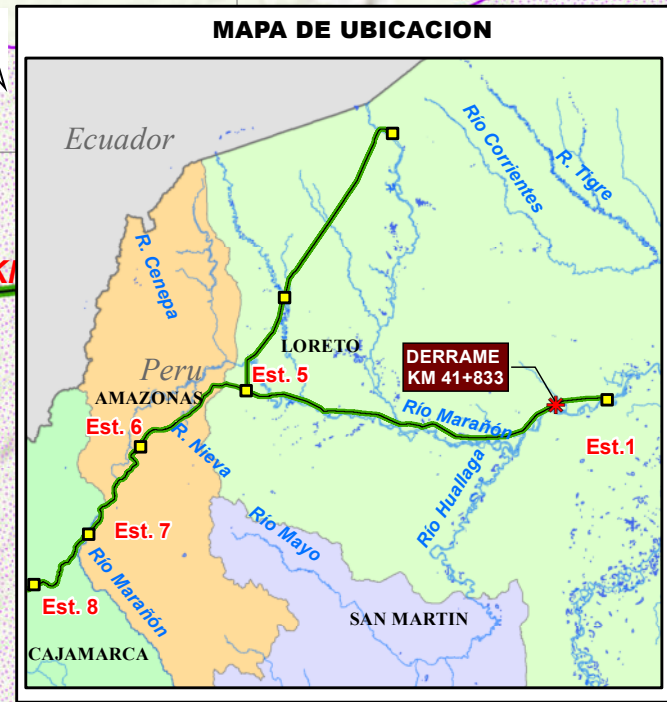 MAPA DE UBICACION
Ecuador
Río Corrientes
R. Tigre
R. Cenepa
LORETO
DERRAME
KM 41+833
Peru
Est. 5
AMAZONAS
Río Marañón
Est. 6
R. Nieva
Est.1
Río Huallaga
Río Mayo
Est. 7
Río Marañón
Est. 8
SAN MARTIN
CAJAMARCA